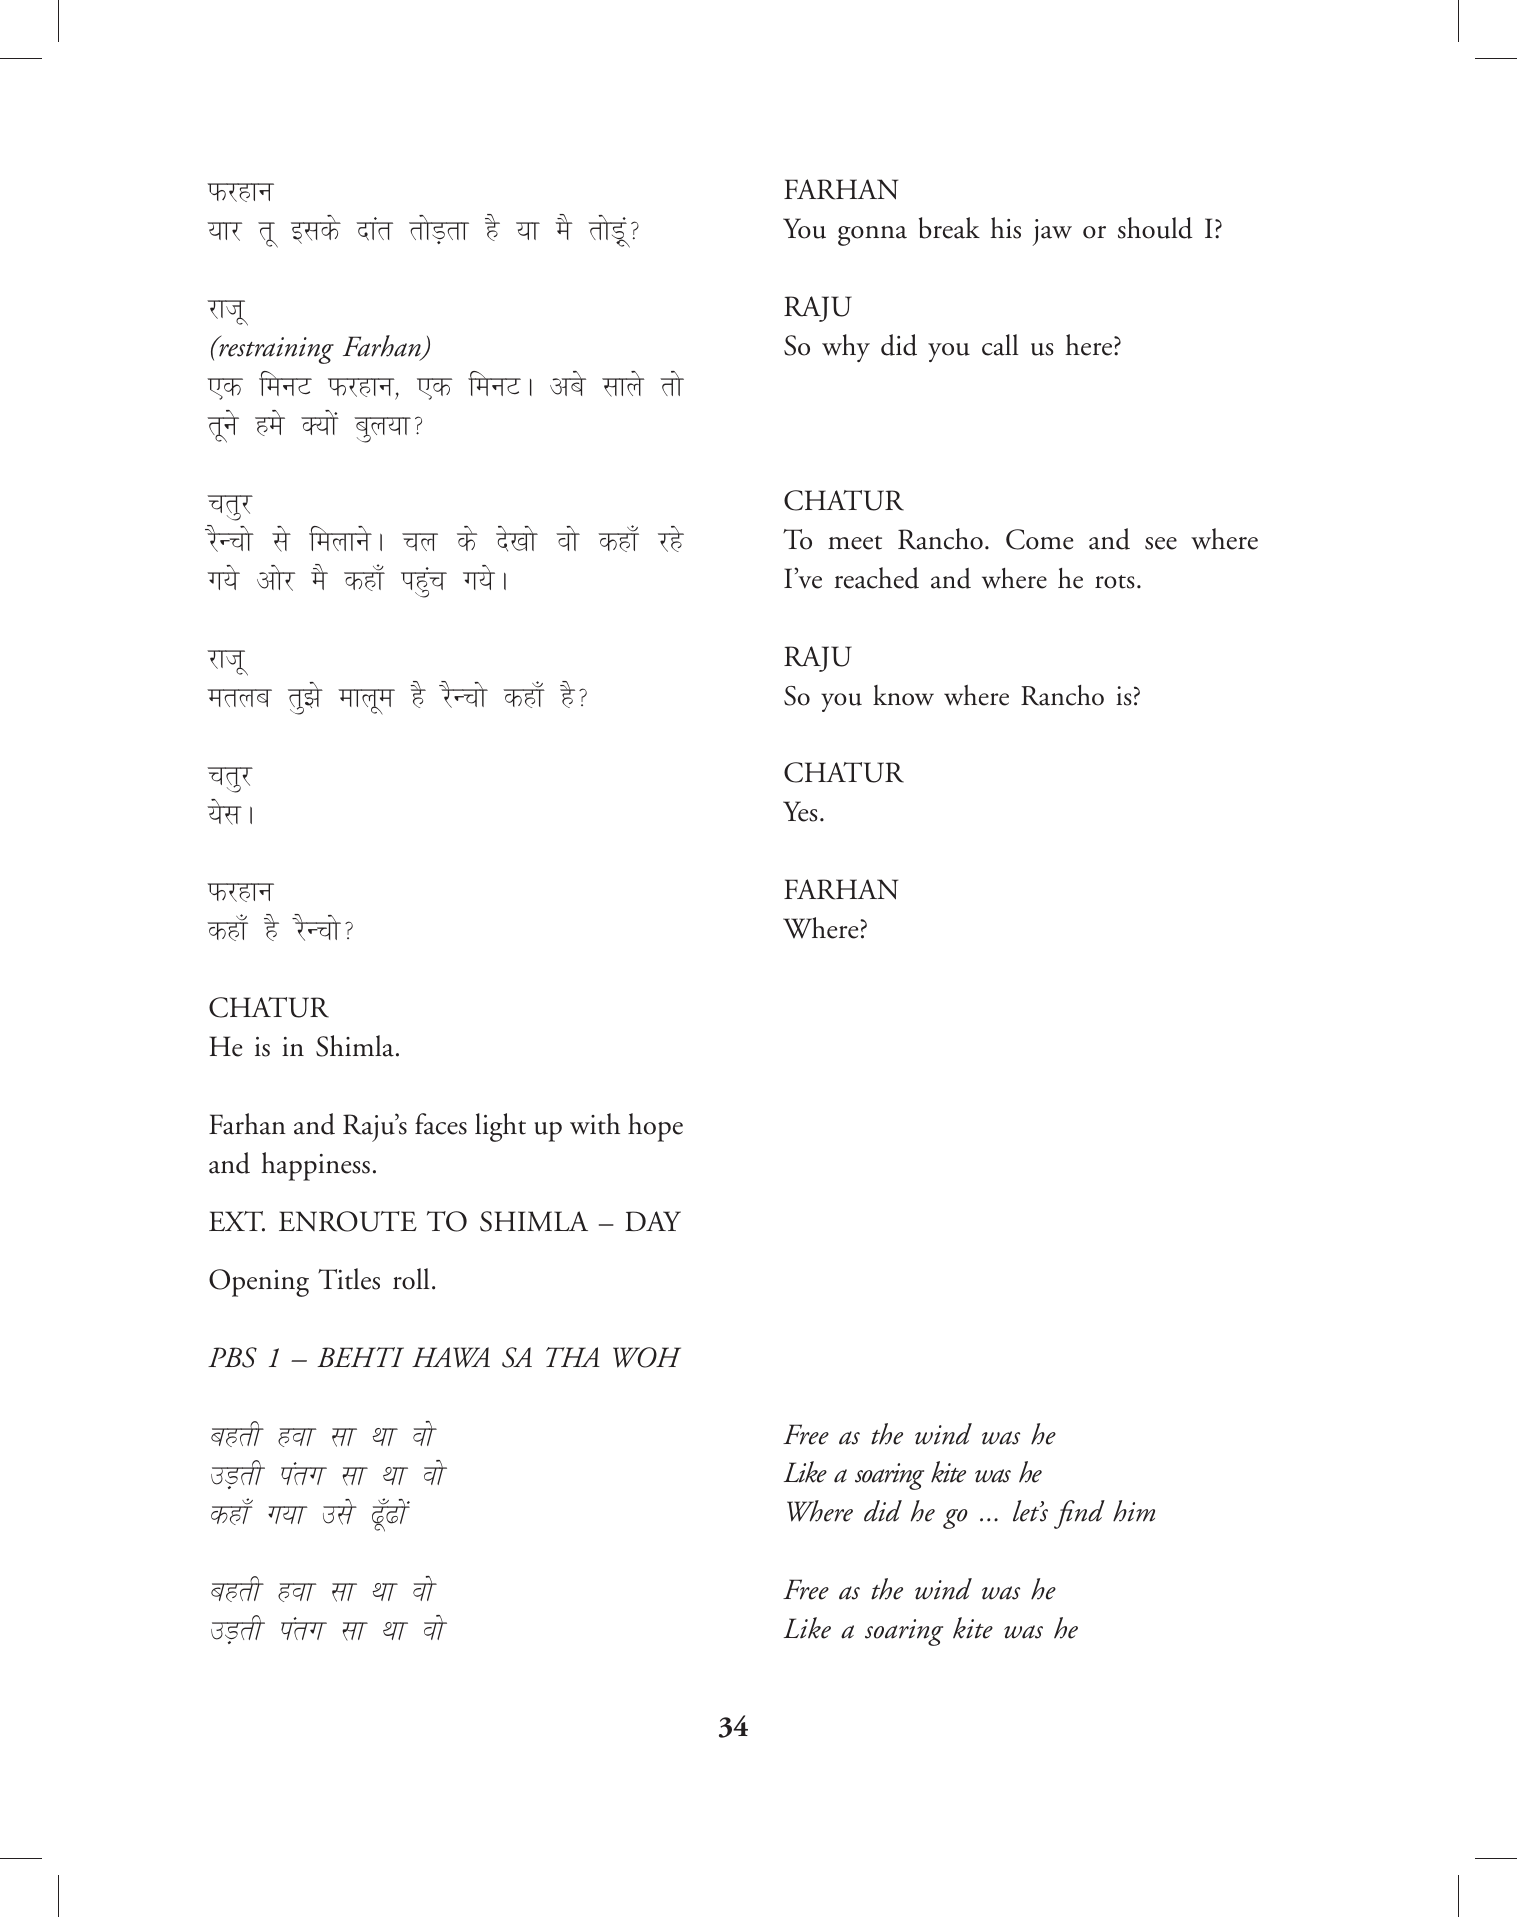 फरहान
यार तू इसके दांत तोड़ता है या मै तोड़ूं?
राजू
(restraining Farhan)
एक मिनट फरहान, एक मिनट। अबे साले तो
तूने हमे क्यों बुलया?
चतुर
रैन्चो से मिलाने। चल के देखो वो कहाँ रहे
गये ओर मै कहाँ पहुंच गये।
राजू
मतलब तुझे मालूम है रैन्चो कहाँ है?
चतुर
येस।
फरहान
कहाँ है रैन्चो?
CHATUR
He is in Shimla.
Farhan and Raju’s faces light up with hope
and happiness.
EXT. ENROUTE TO SHIMLA – DAY
Opening Titles roll.
PBS 1 – BEHTI HAWA SA THA WOH
बहती हवा सा था वो
उड़ती पंतग सा था वो
कहाँ गया उसे ढूँढों
बहती हवा सा था वो
उड़ती पंतग सा था वो
FARHAN
You gonna break his jaw or should I?
RAJU
So why did you call us here?
CHATUR
To meet Rancho. Come and see where
I’ve reached and where he rots.
RAJU
So you know where Rancho is?
CHATUR
Yes.
FARHAN
Where?
Free as the wind was he
Like a soaring kite was he
Where did he go ... let’s find him
Free as the wind was he
Like a soaring kite was he
34